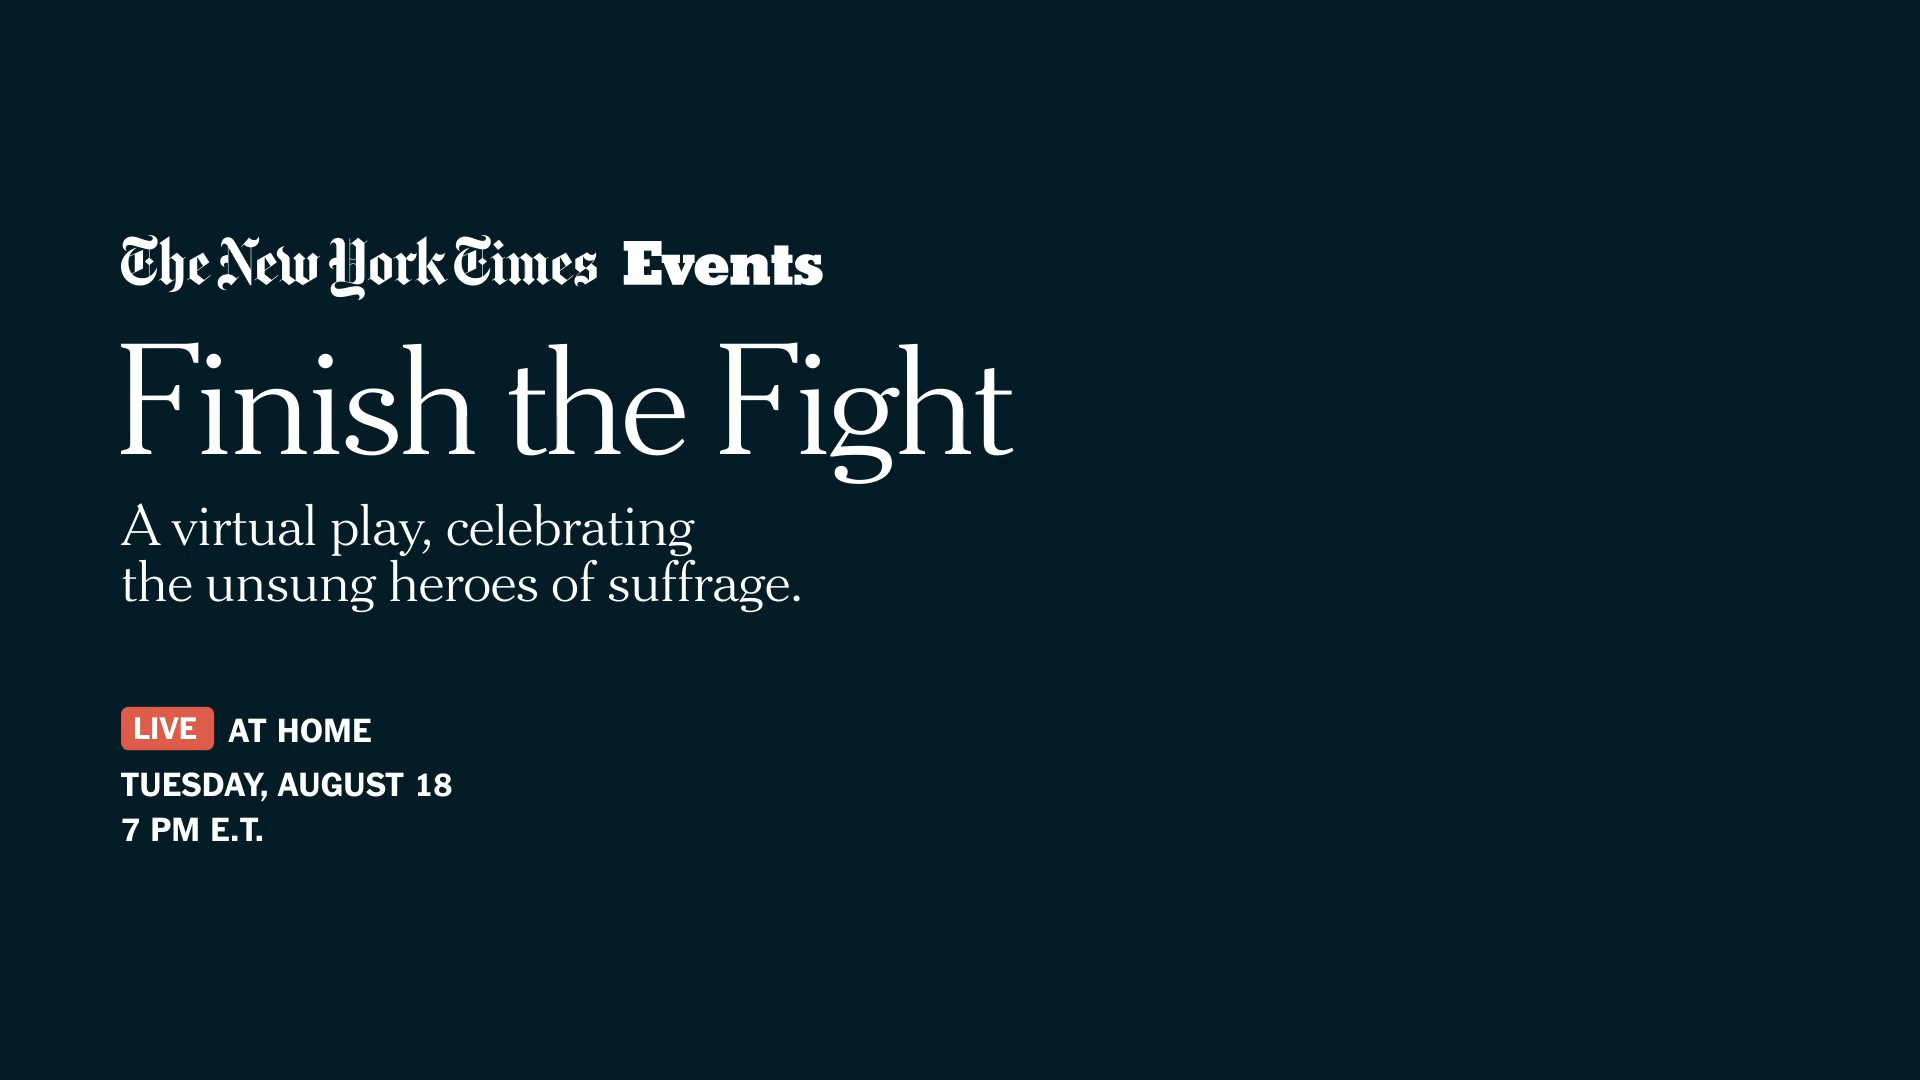 The New York Times Events
Finish the Fight
A virtual play, celebrating
the unsung heroes of suffrage.
LIVE AT HOME
TUESDAY, AUGUST 18
7 PM E.T.